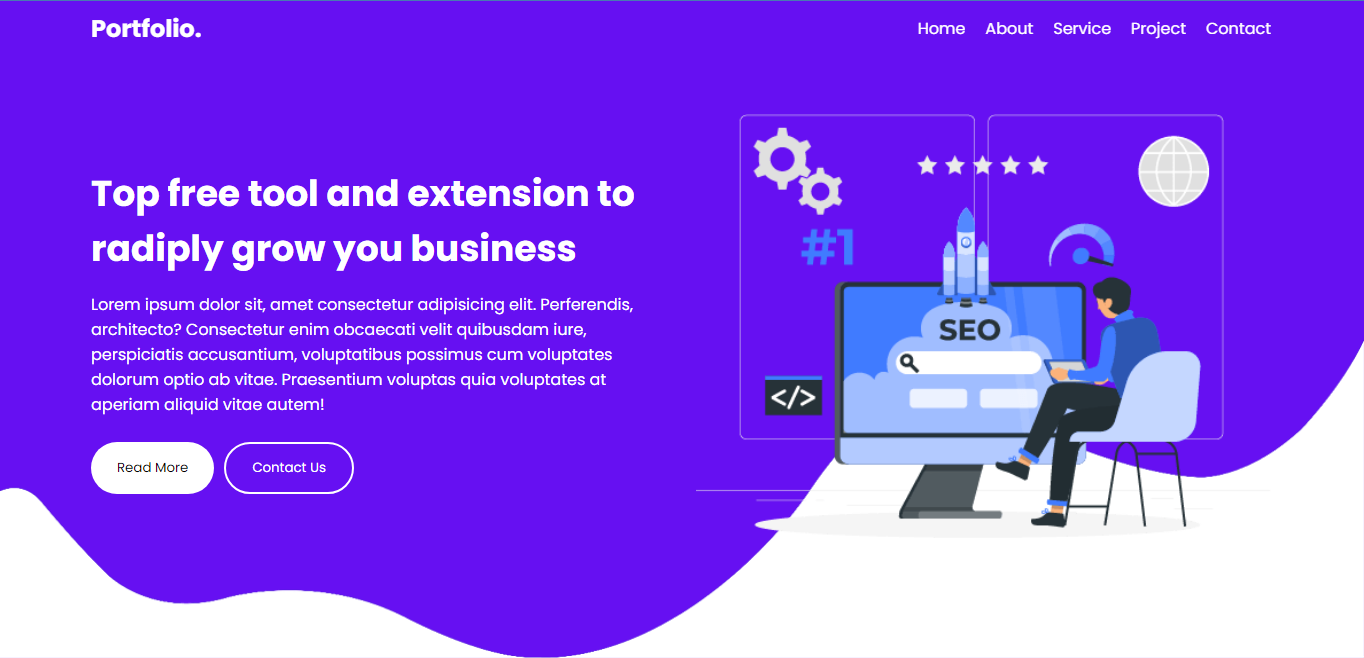 Portfolio.
Home About Service Project Contact
Top free tool and extension to
radiply grow you business
Lorem ipsum dolor sit, amet consectetur adipisicing elit. Perferendis,
architecto? Consectetur enim obcaecati velit quibusdam iure,
perspiciatis accusantium, voluptatibus possimus cum voluptates
dolorum optio ab vitae. Praesentium voluptas quia voluptates at
aperiam aliquid vitae autem!
Read More
Contact Us
#1
SEO
</>